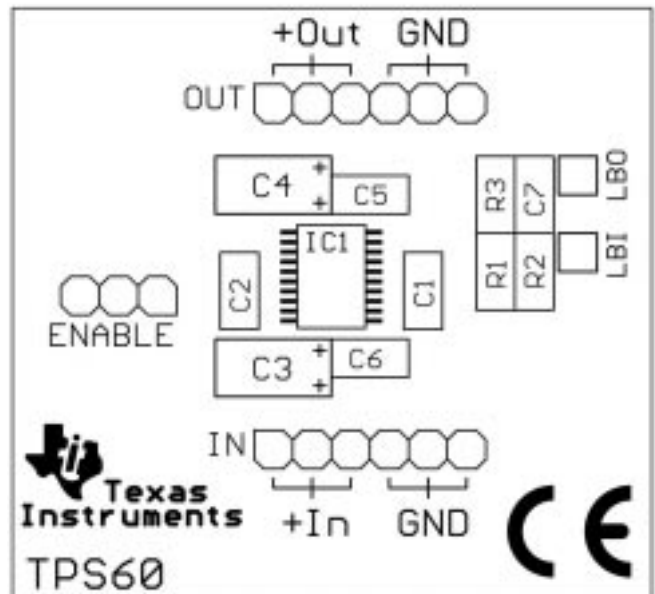 +Out GND
OUT
C4
C5
R3
C7
LBO
IC1
R1
R2
LBI
C2
C1
ENABLE
C3
C6
IN
+In GND
Texas
Instruments
CE
TPS60